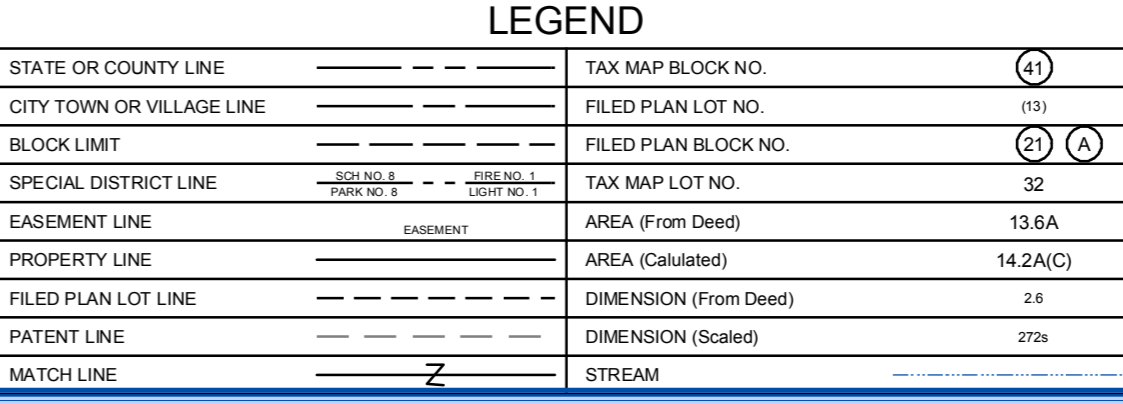 LEGEND
STATE OR COUNTY LINE
TAX MAP BLOCK NO. 41
CITY TOWN OR VILLAGE LINE
FILED PLAN LOT NO. (13)
BLOCK LIMIT
FILED PLAN BLOCK NO. 21 A
SPECIAL DISTRICT LINE
SCH NO. 8 FIRE NO. 1
PARK NO. 8 LIGHT NO. 1
TAX MAP LOT NO. 32
EASEMENT LINE EASEMENT
AREA (From Deed) 13.6A
PROPERTY LINE
AREA (Calulated) 14.2A(C)
FILED PLAN LOT LINE
DIMENSION (From Deed) 2.6
PATENT LINE
DIMENSION (Scaled) 272s
MATCH LINE Z
STREAM